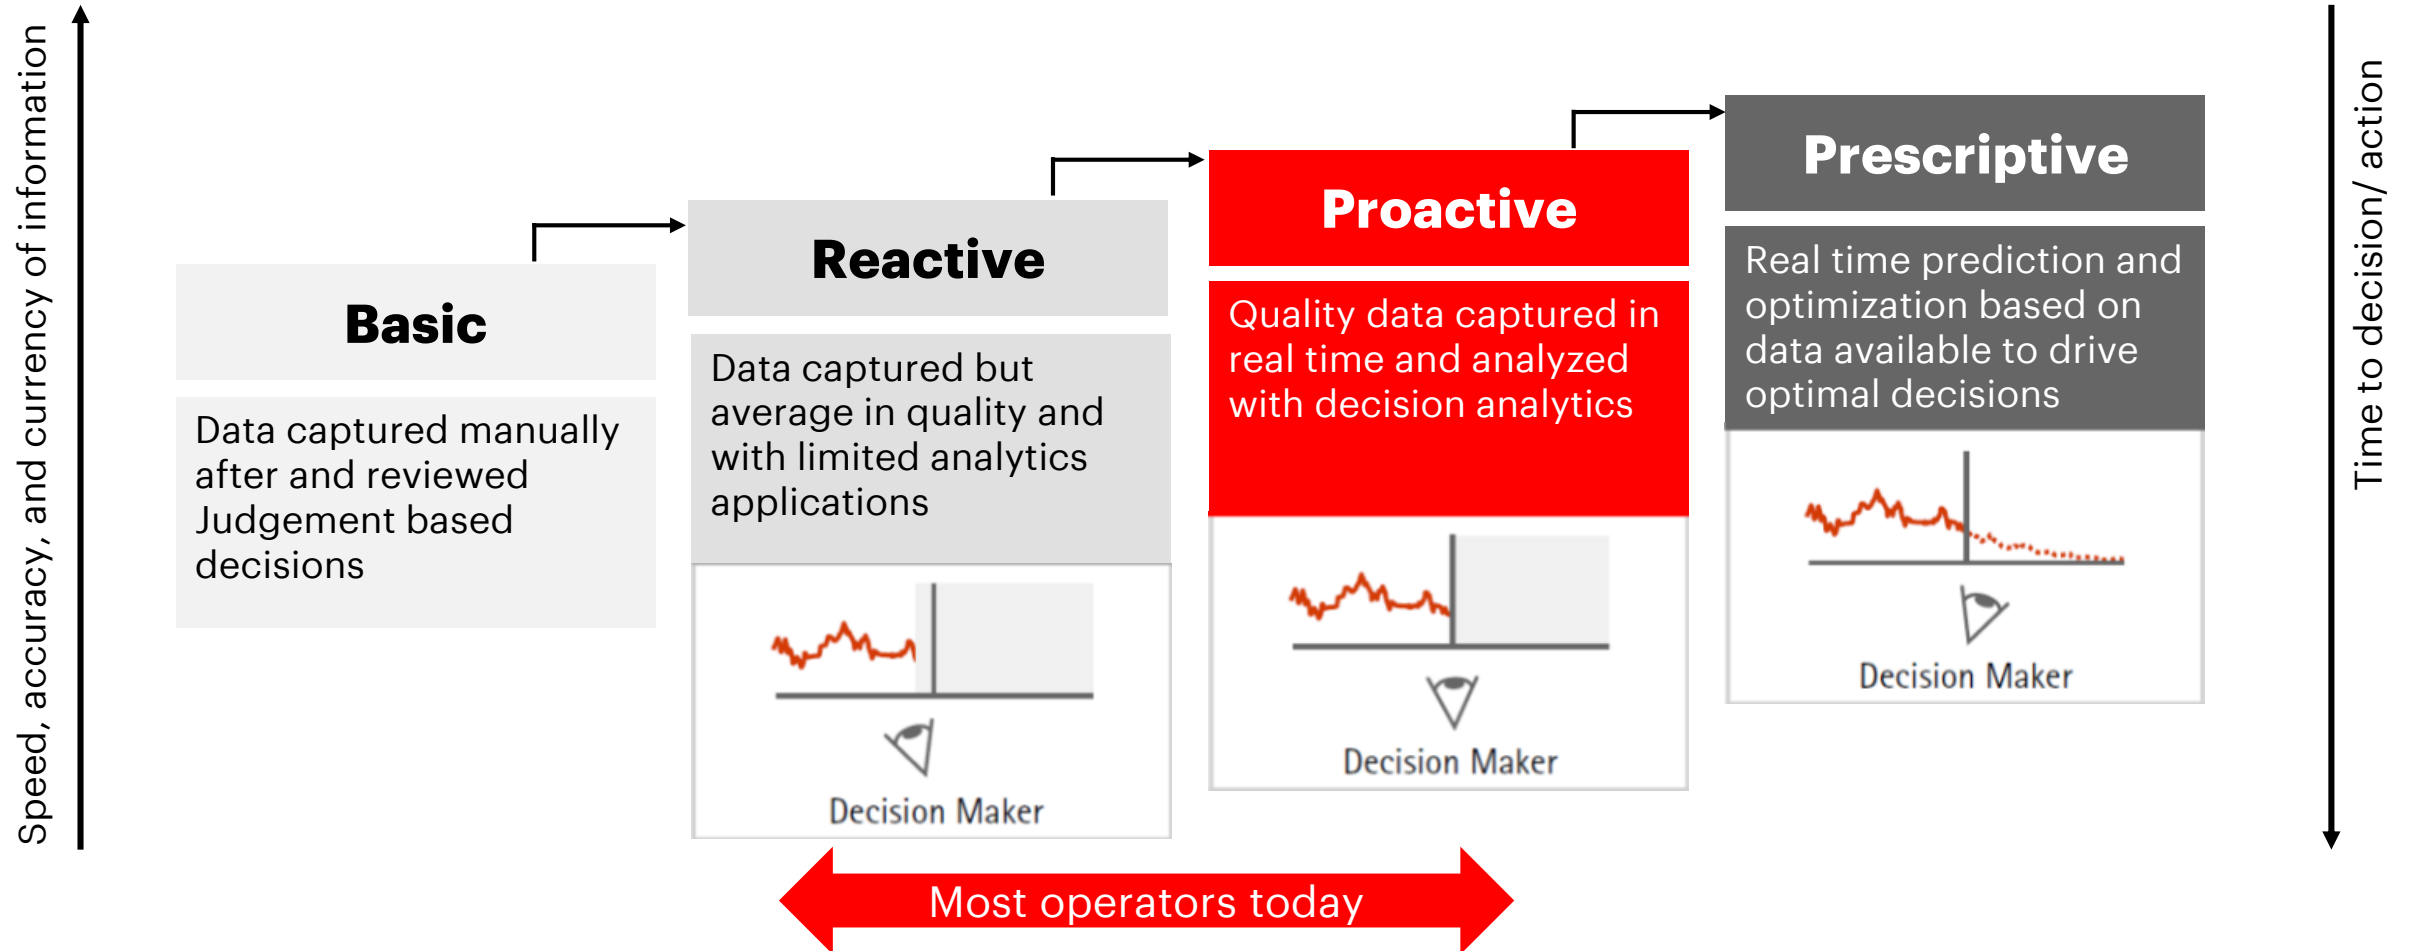 Speed, accuracy, and currency of information
Basic
Data captured manually
after and reviewed
Judgement based
decisions
Reactive
Data captured but
average in quality and
with limited analytics
applications
Decision Maker
Proactive
Quality data captured in
real time and analyzed
with decision analytics
Decision Maker
Prescriptive
Real time prediction and
optimization based on
data available to drive
optimal decisions
Decision Maker
Time to decision/ action
Most operators today